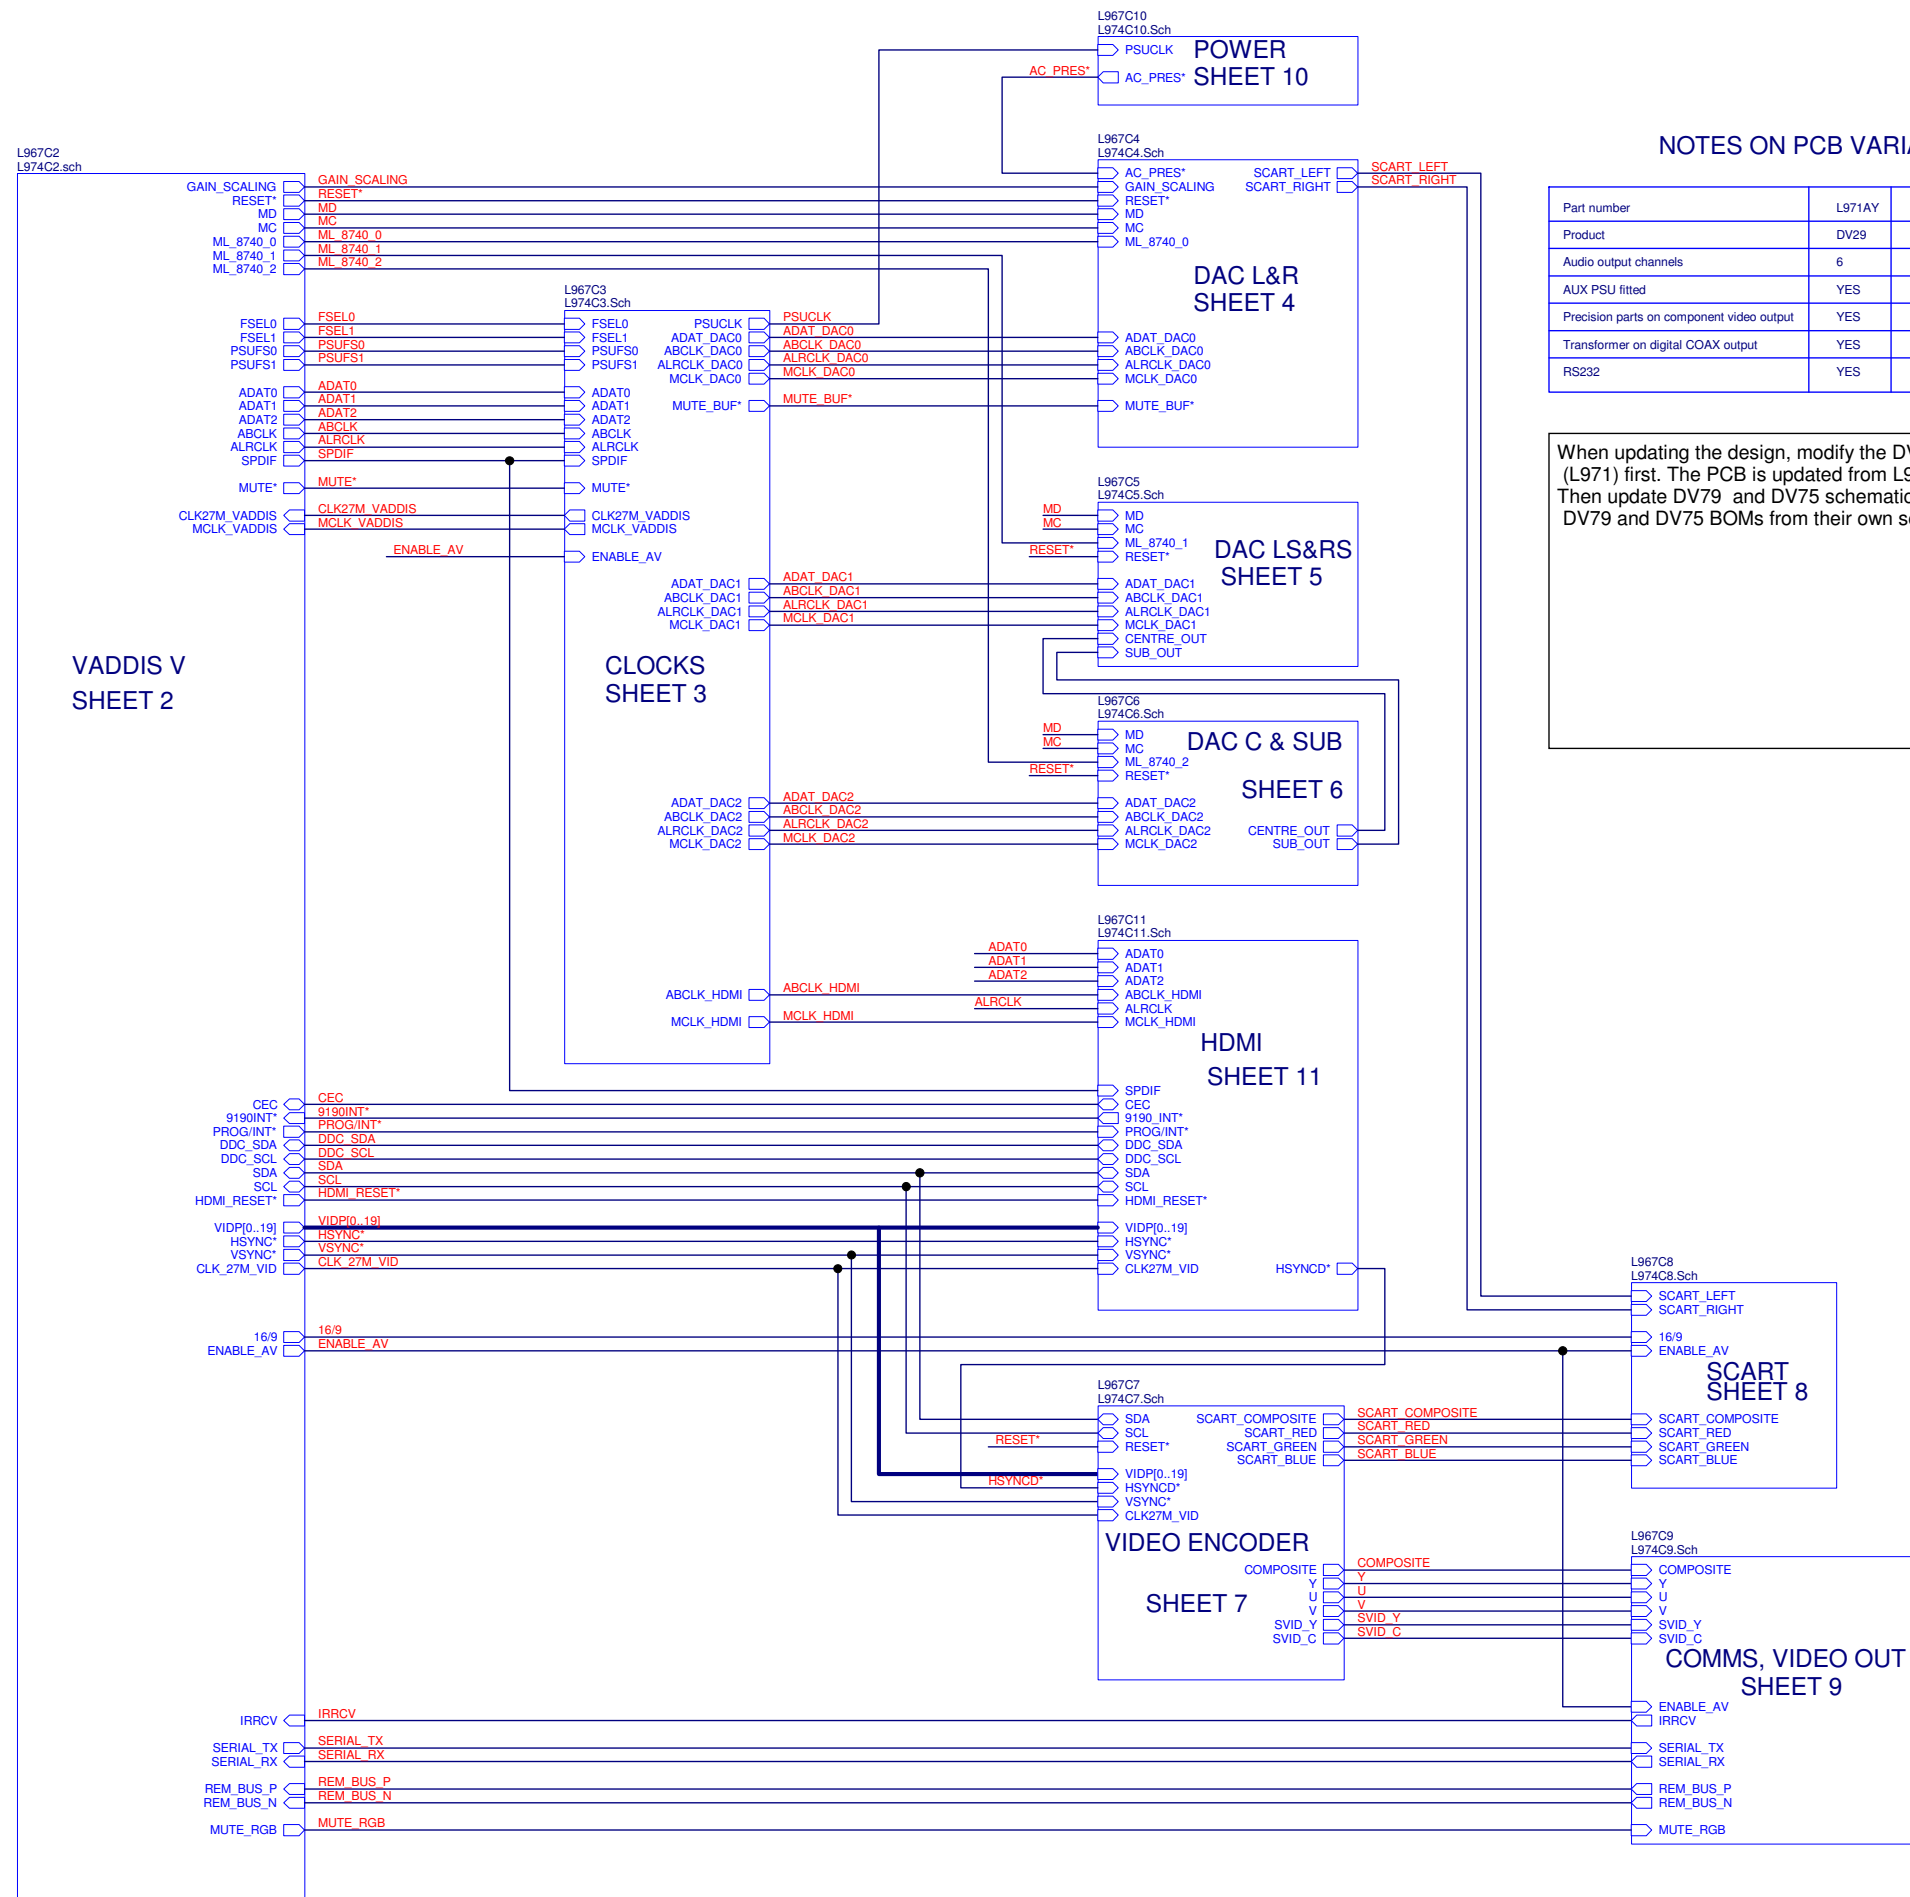 L967C10
L974C10.Sch
PSUCLK
AC_PRES*
AC_PRES*
POWER
SHEET 10
L967C2
L974C2.sch
GAIN_SCALING
RESET*
MD
MC
ML_8740_0
ML_8740_1
ML_8740_2
GAIN_SCALING
RESET*
MD
MC
ML_8740_0
ML_8740_1
ML_8740_2
FSEL0
FSEL1
PSUFS0
PSUFS1
FSEL0
FSEL1
PSUFS0
PSUFS1
ADAT0
ADAT1
ADAT2
ABCLK
ALRCLK
SPDIF
ADAT0
ADAT1
ADAT2
ABCLK
ALRCLK
SPDIF
MUTE*
MUTE*
CLK27M_VADDIS
MCLK_VADDIS
CLK27M_VADDIS
MCLK_VADDIS
ENABLE_AV
VADDIS V
SHEET 2
CEC
9190INT*
PROG/INT*
DDC_SDA
DDC_SCL
SDA
SCL
HDMI_RESET*
CEC
9190INT*
PROG/INT*
DDC_SDA
DDC_SCL
SDA
SCL
HDMI_RESET*
VIDP[0..19]
HSYNC*
VSYNC*
CLK_27M_VID
VIDP[0..19]
HSYNC*
VSYNC*
CLK_27M_VID
16/9
ENABLE_AV
16/9
ENABLE_AV
IRRCV
IRRCV
SERIAL_TX
SERIAL_RX
SERIAL_TX
SERIAL_RX
REM_BUS_P
REM_BUS_N
REM_BUS_P
REM_BUS_N
MUTE_RGB
MUTE_RGB
L967C3
L974C3.Sch
FSEL0
FSEL1
PSUFS0
PSUFS1
ADAT0
ADAT1
ADAT2
ABCLK
ALRCLK
SPDIF
MUTE*
CLK27M_VADDIS
MCLK_VADDIS
ENABLE_AV
PSUCLK
ADAT_DAC0
ABCLK_DAC0
ALRCLK_DAC0
MCLK_DAC0
MUTE_BUF*
PSUCLK
ADAT_DAC0
ABCLK_DAC0
ALRCLK_DAC0
MCLK_DAC0
MUTE_BUF*
ADAT_DAC1
ABCLK_DAC1
ALRCLK_DAC1
MCLK_DAC1
ADAT_DAC1
ABCLK_DAC1
ALRCLK_DAC1
MCLK_DAC1
CLOCKS
SHEET 3
ADAT_DAC2
ABCLK_DAC2
ALRCLK_DAC2
MCLK_DAC2
ADAT_DAC2
ABCLK_DAC2
ALRCLK_DAC2
MCLK_DAC2
ABCLK_HDMI
MCLK_HDMI
ABCLK_HDMI
MCLK_HDMI
L967C4
L974C4.Sch
AC_PRES*
GAIN_SCALING
RESET*
MD
MC
ML_8740_0
SCART_LEFT
SCART_RIGHT
SCART_LEFT
SCART_RIGHT
DAC L&R
SHEET 4
ADAT_DAC0
ABCLK_DAC0
ALRCLK_DAC0
MCLK_DAC0
MUTE_BUF*
L967C5
L974C5.Sch
MD
MC
RESET*
MD
MC
ML_8740_1
RESET*
DAC LS&RS
SHEET 5
ADAT_DAC1
ABCLK_DAC1
ALRCLK_DAC1
MCLK_DAC1
CENTRE_OUT
SUB_OUT
L967C6
L974C6.Sch
MD
MC
RESET*
MD
MC
ML_8740_2
RESET*
DAC C & SUB
SHEET 6
ADAT_DAC2
ABCLK_DAC2
ALRCLK_DAC2
MCLK_DAC2
CENTRE_OUT
SUB_OUT
L967C11
L974C11.Sch
ADAT0
ADAT1
ADAT2
ALRCLK
ADAT0
ADAT1
ADAT2
ABCLK_HDMI
ALRCLK
MCLK_HDMI
HDMI
SHEET 11
SPDIF
CEC
9190_INT*
PROG/INT*
DDC_SDA
DDC_SCL
SDA
SCL
HDMI_RESET*
VIDP[0..19]
HSYNC*
VSYNC*
CLK27M_VID
HSYNCD*
L967C7
L974C7.Sch
RESET*
HSYNCD*
SDA
SCL
RESET*
VIDP[0..19]
HSYNCD*
VSYNC*
CLK27M_VID
SCART_COMPOSITE
SCART_RED
SCART_GREEN
SCART_BLUE
SCART_COMPOSITE
SCART_RED
SCART_GREEN
SCART_BLUE
VIDEO ENCODER
SHEET 7
COMPOSITE
Y
U
V
SVID_Y
SVID_C
COMPOSITE
Y
U
V
SVID_Y
SVID_C
L967C8
L974C8.Sch
SCART_LEFT
SCART_RIGHT
16/9
ENABLE_AV
SCART
SHEET 8
SCART_COMPOSITE
SCART_RED
SCART_GREEN
SCART_BLUE
L967C9
L974C9.Sch
COMPOSITE
Y
U
V
SVID_Y
SVID_C
COMMS, VIDEO OUT
SHEET 9
ENABLE_AV
IRRCV
SERIAL_TX
SERIAL_RX
REM_BUS_P
REM_BUS_N
MUTE_RGB
NOTES ON PCB VARIA
Part number L971AY
Product DV29
Audio output channels 6
AUX PSU fitted YES
Precision parts on component video output YES
Transformer on digital COAX output YES
RS232 YES
When updating the design, modify the DV
(L971) first. The PCB is updated from L9
Then update DV79 and DV75 schematic
DV79 and DV75 BOMs from their own s